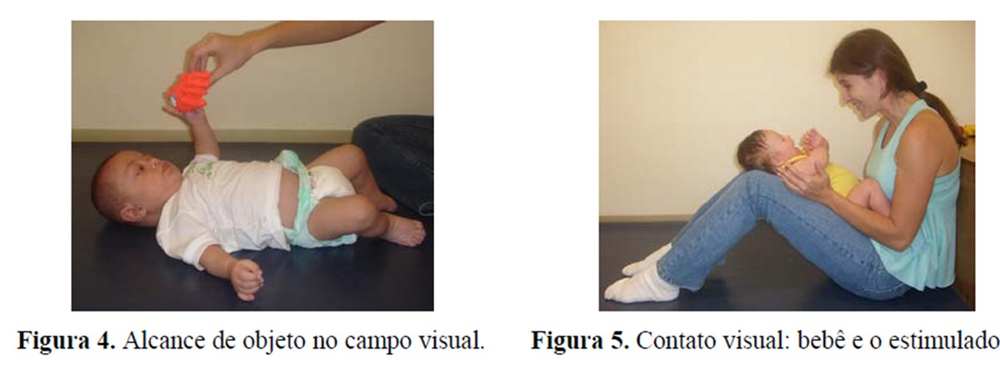 Figura 4. Alcance de objeto no campo visual.
Figura 5. Contato visual: bebê e o estimulado